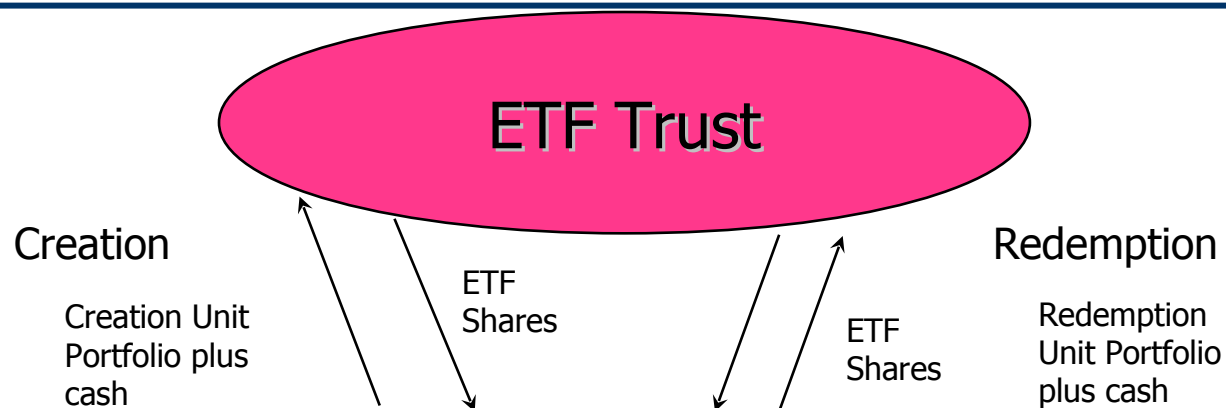 ETF Trust
Creation
Creation Unit
Portfolio plus
cash
ETF
Shares
ETF
Shares
Redemption
Redemption
Unit Portfolio
plus cash